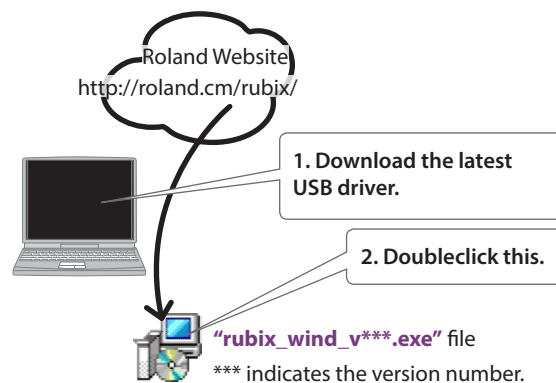 Roland Website
http://roland.cm/rubix/
1. Download the latest
USB driver.
2. Doubleclick this.
“rubix_wind_v***.exe” file
*** indicates the version number.